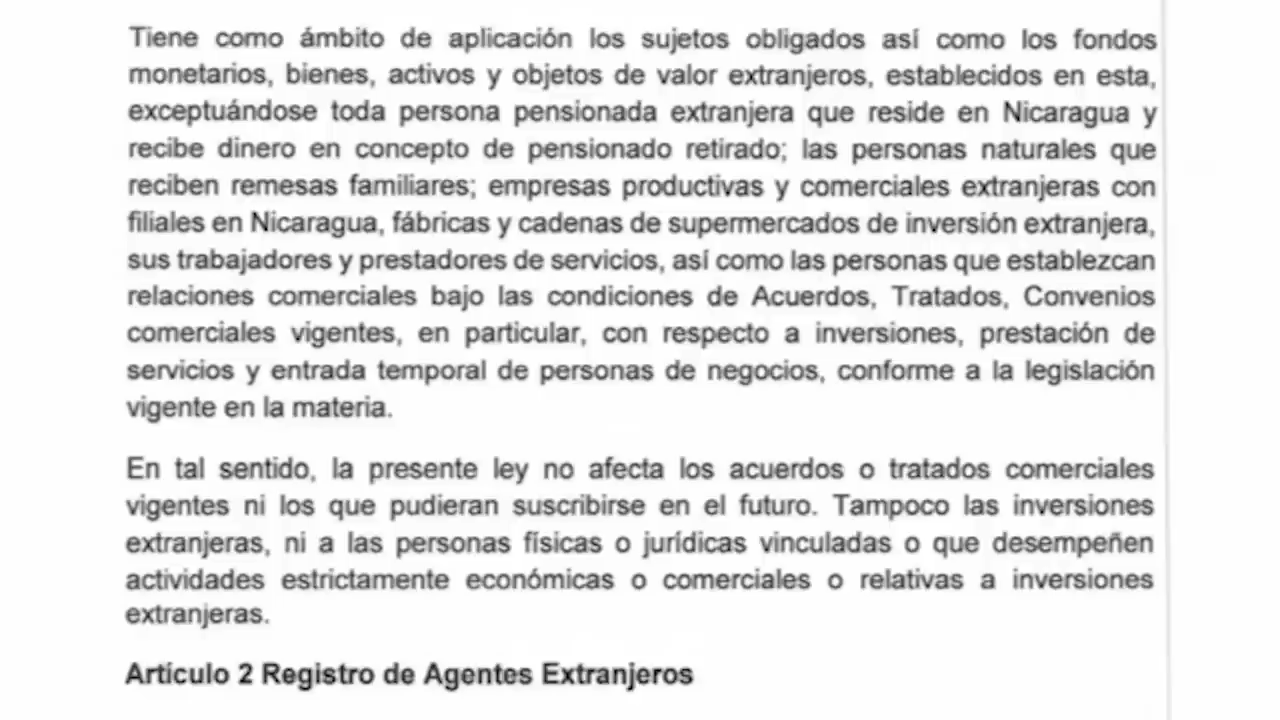 Tiene como ámbito de aplicación los sujetos obligados así como los fondos
monetarios, bienes, activos y objetos de valor extranjeros, establecidos en esta,
exceptuándose toda persona pensionada extranjera que reside en Nicaragua y
recibe dinero en concepto de pensionado retirado; las personas naturales que
reciben remesas familiares; empresas productivas y comerciales extranjeras con
filiales en Nicaragua, fábricas y cadenas de supermercados de inversión extranjera,
sus trabajadores y prestadores de servicios, así como las personas que establezcan
relaciones comerciales bajo las condiciones de Acuerdos, Tratados, Convenios
comerciales vigentes, en particular, con respecto a inversiones, prestación de
servicios y entrada temporal de personas de negocios, conforme a la legislación
vigente en la materia.
En tal sentido, la presente ley no afecta los acuerdos o tratados comerciales
vigentes ni los que pudieran suscribirse en el futuro. Tampoco las inversiones
extranjeras, ni a las personas físicas o jurídicas vinculadas o que desempeñen
actividades estrictamente económicas o comerciales o relativas a inversiones
extranjeras.
Artículo 2 Registro de Agentes Extranjeros